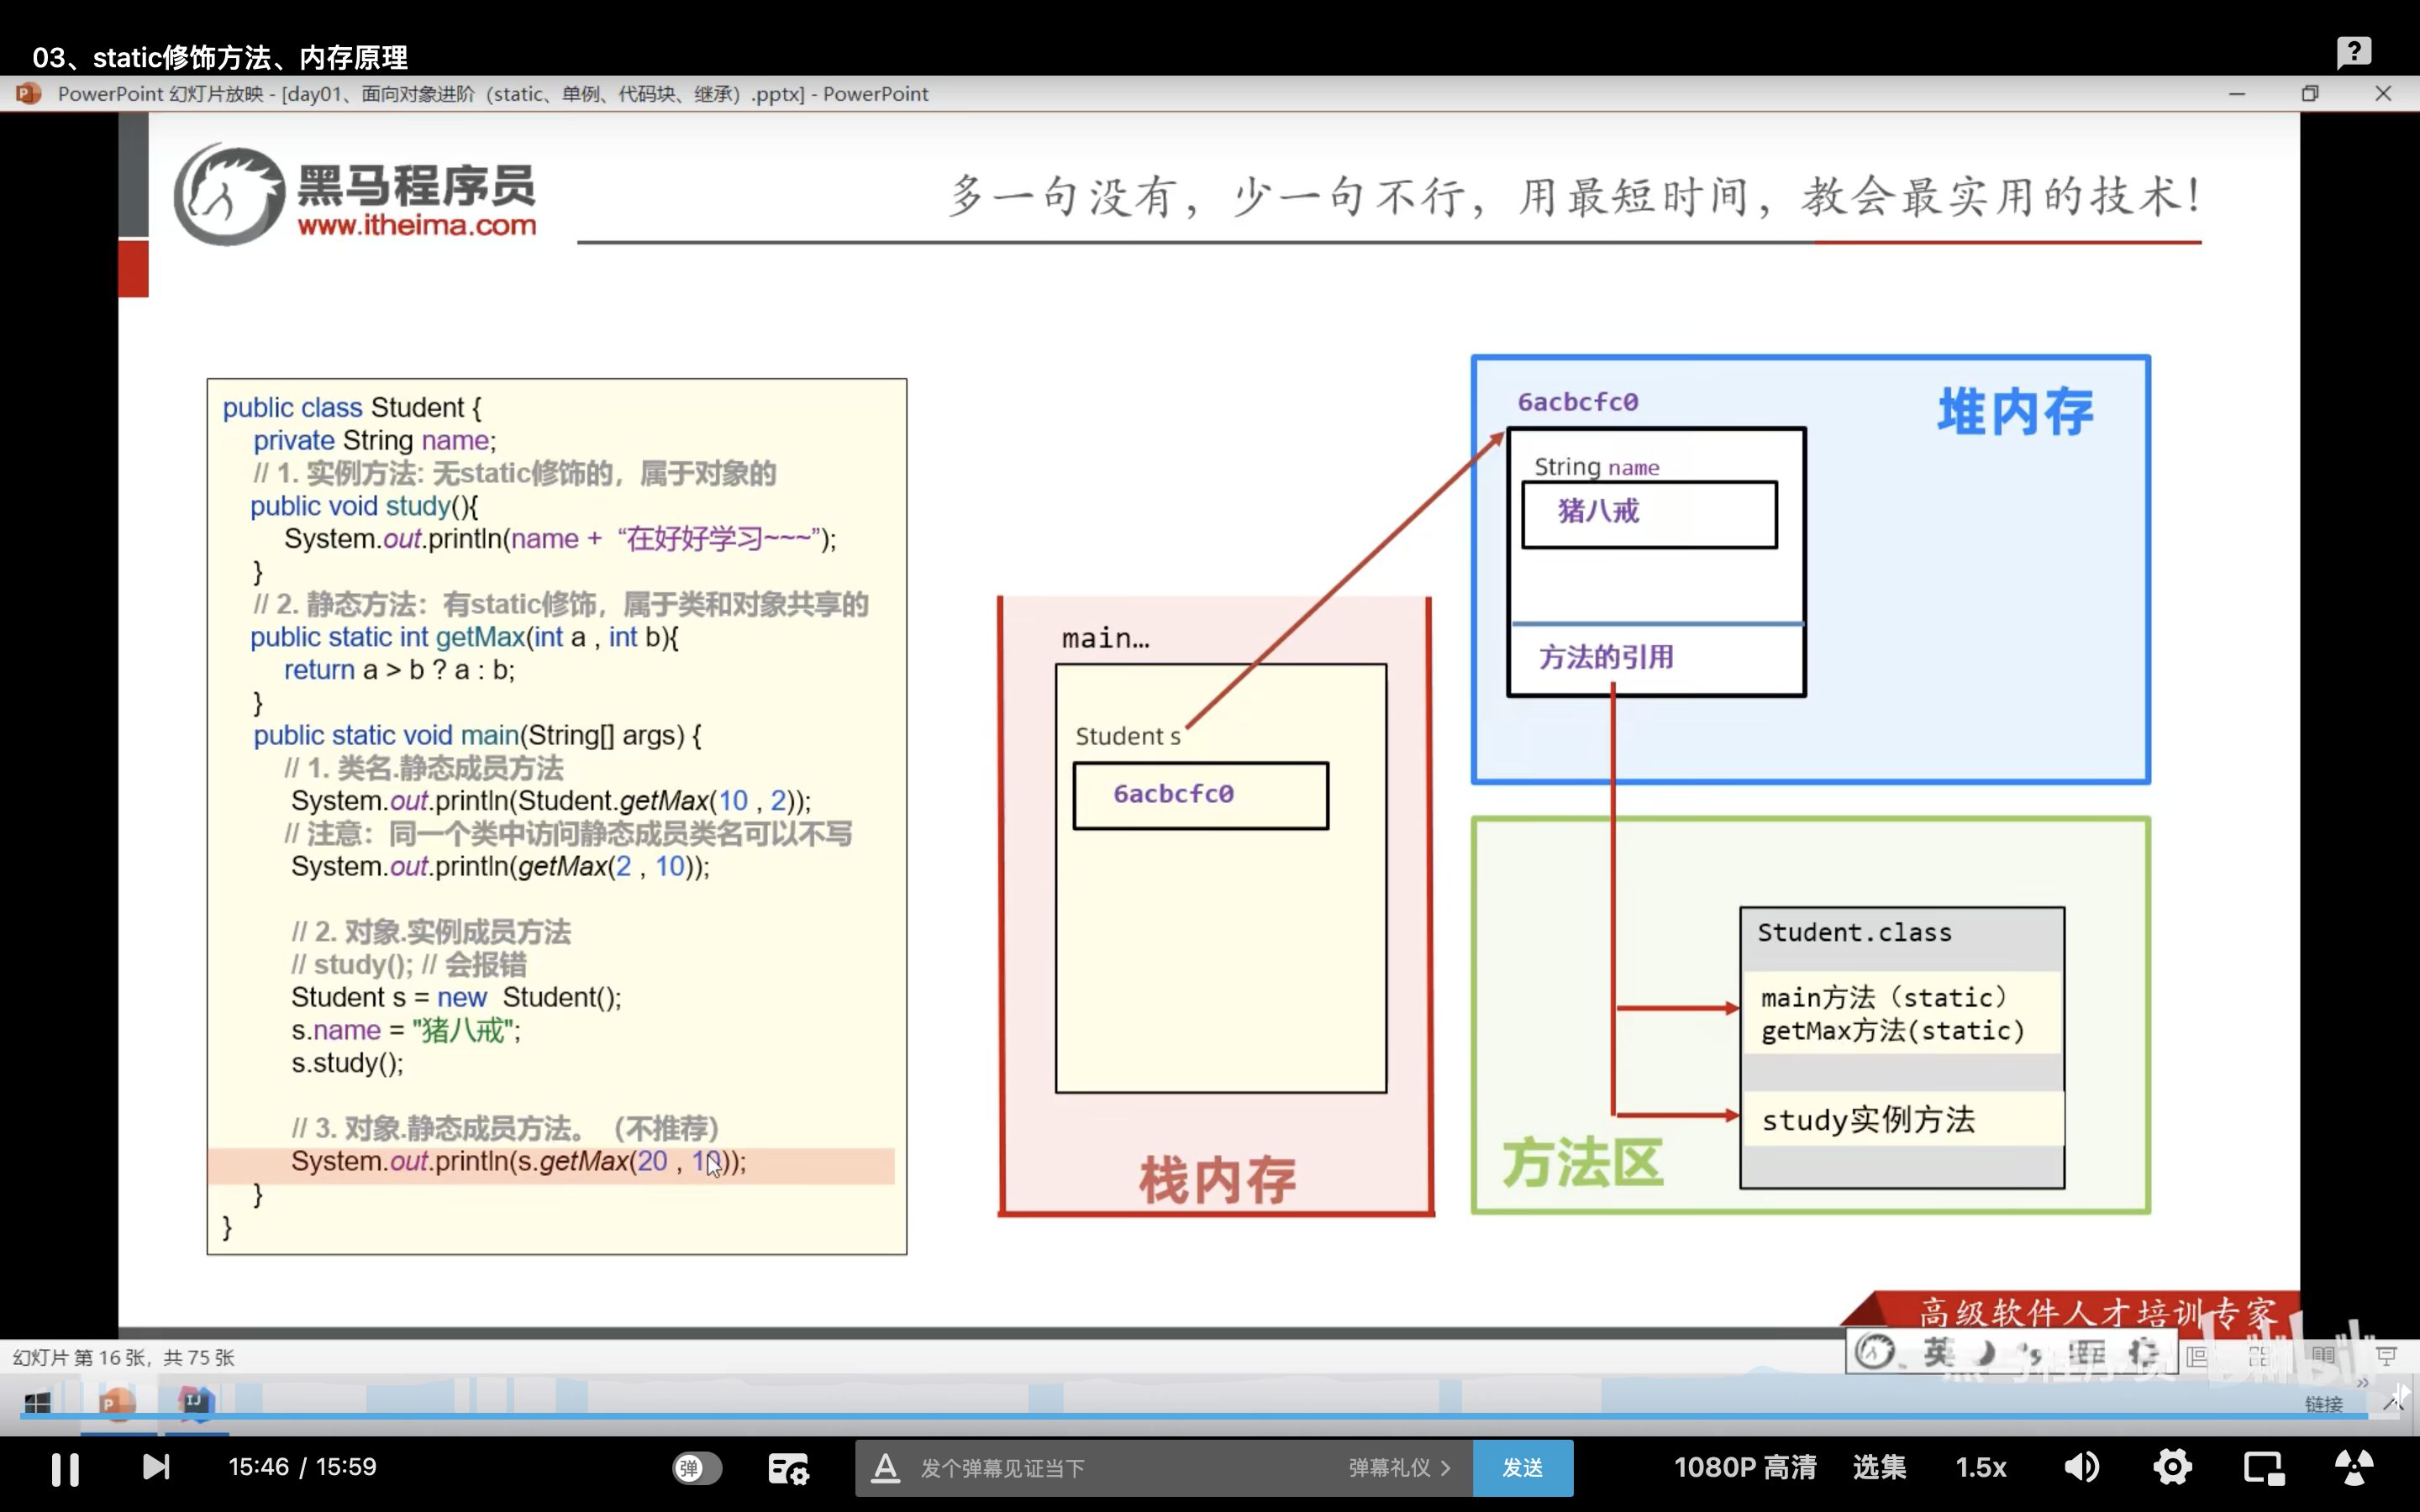 03、static修饰方法、内存原理
PowerPoint 幻灯片放映 - [day01、面向对象进阶（static、单例、代码块、继承）.pptx] - PowerPoint
黑马程序员
www.itheima.com
多一句没有，少一句不行，用最短时间，教会最实用的技术！
public class Student {
private String name;
// 1. 实例方法: 无static修饰的，属于对象的
public void study(){
System.out.println(name + “在好好学习~~~”);
}
// 2. 静态方法：有static修饰，属于类和对象共享的
public static int getMax(int a , int b){
return a > b ? a : b;
}
public static void main(String[] args) {
// 1. 类名.静态成员方法
System.out.println(Student.getMax(10 , 2));
// 注意：同一个类中访问静态成员类名可以不写
System.out.println(getMax(2 , 10));
// 2. 对象.实例成员方法
// study(); // 会报错
Student s = new Student();
s.name = "猪八戒";
s.study();
// 3. 对象.静态成员方法。（不推荐）
System.out.println(s.getMax(20 , 10));
}
}
main…
Student s
6acbcfc0
栈内存
6acbcfc0
堆内存
String name
猪八戒
方法的引用
Student.class
main方法（static）
getMax方法(static)
study实例方法
方法区
高级软件人才培训专家
英
幻灯片 第 16 张，共 75 张
链接
15:46 / 15:59
弹
发个弹幕见证当下
弹幕礼仪
发送
1080P 高清
选集
1.5x